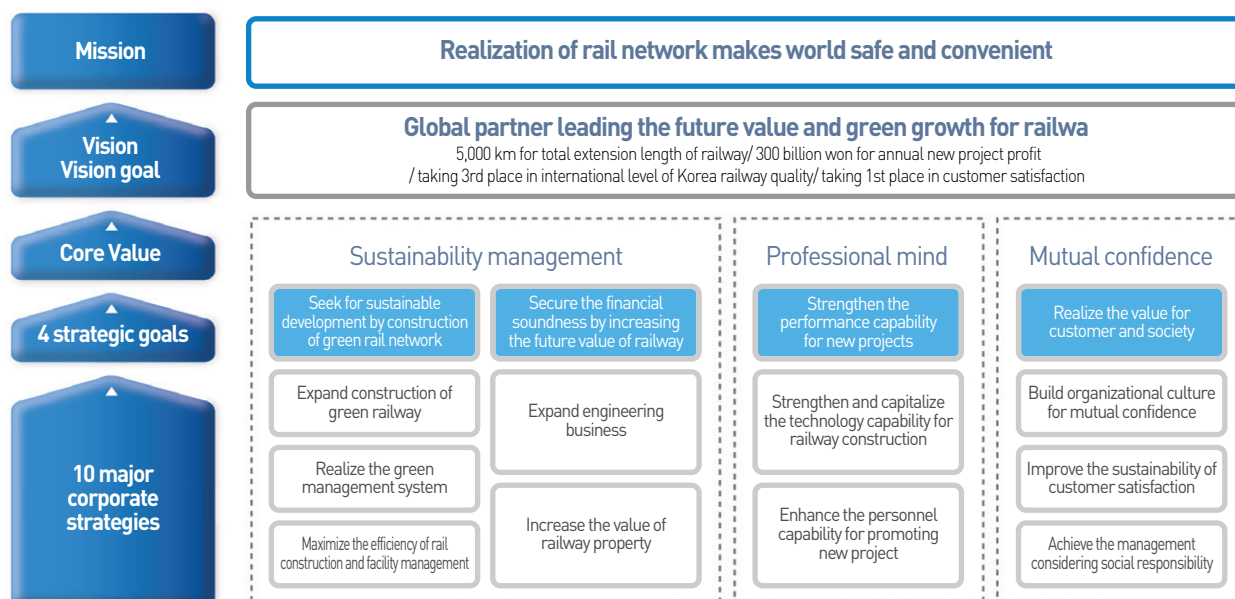 Mission
Realization of rail network makes world safe and convenient
Vision
Vision goal
Global partner leading the future value and green growth for railwa
5,000 km for total extension length of railway/ 300 billion won for annual new project profit
/ taking 3rd place in international level of Korea railway quality/ taking 1st place in customer satisfaction
Core Value
Sustainability management
Professional mind
Mutual confidence
4 strategic goals
Seek for sustainable
development by construction
of green rail network
Secure the financial
soundness by increasing
the future value of railway
Strengthen the
performance capability
for new projects
Realize the value for
customer and society
10 major
corporate
strategies
Expand construction of
green railway
Realize the green
management system
Maximize the efficiency of rail
construction and facility management
Expand engineering
business
Increase the value of
railway property
Strengthen and capitalize
the technology capability for
railway construction
Enhance the personnel
capability for promoting
new project
Build organizational culture
for mutual confidence
Improve the sustainability of
customer satisfaction
Achieve the management
considering social responsibility